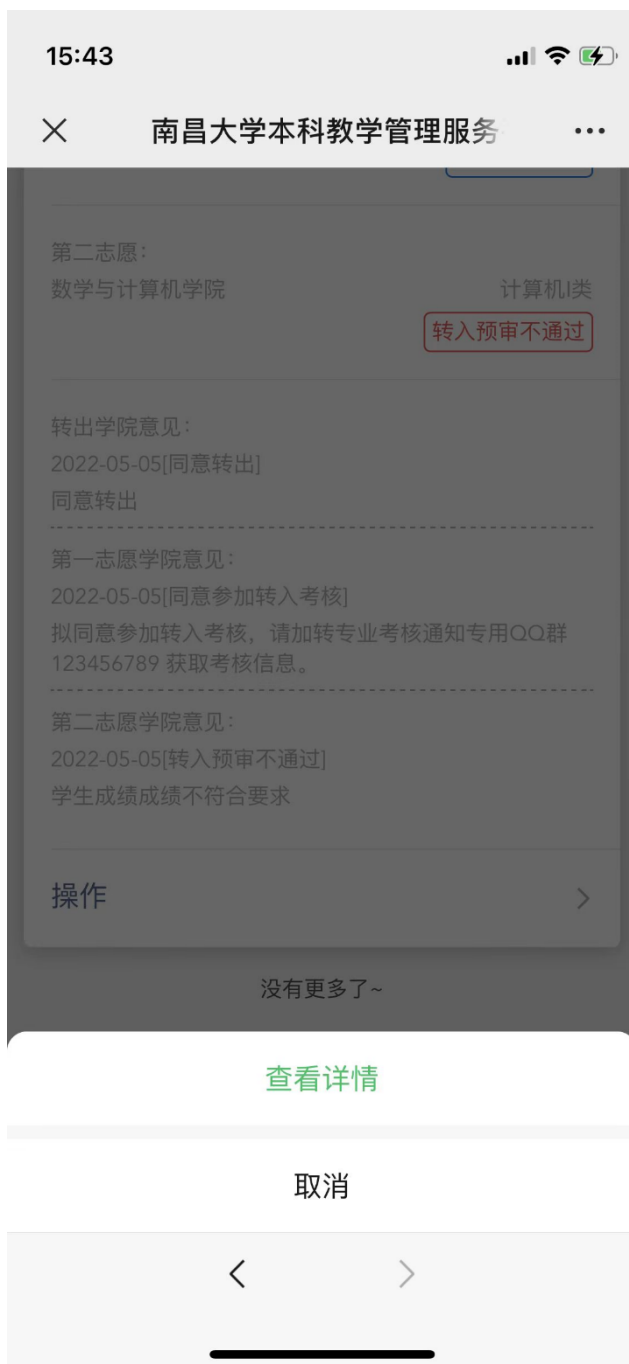 15:43
南昌大学本科教学管理服务
第二志愿：
数学与计算机学院 计算机I类
转入预审不通过
转出学院意见：
2022-05-05[同意转出]
同意转出
第一志愿学院意见：
2022-05-05[同意参加转入考核]
拟同意参加转入考核，请加转专业考核通知专用QQ群
123456789 获取考核信息。
第二志愿学院意见：
2022-05-05[转入预审不通过]
学生成绩成绩不符合要求
操作
没有更多了~
查看详情
取消